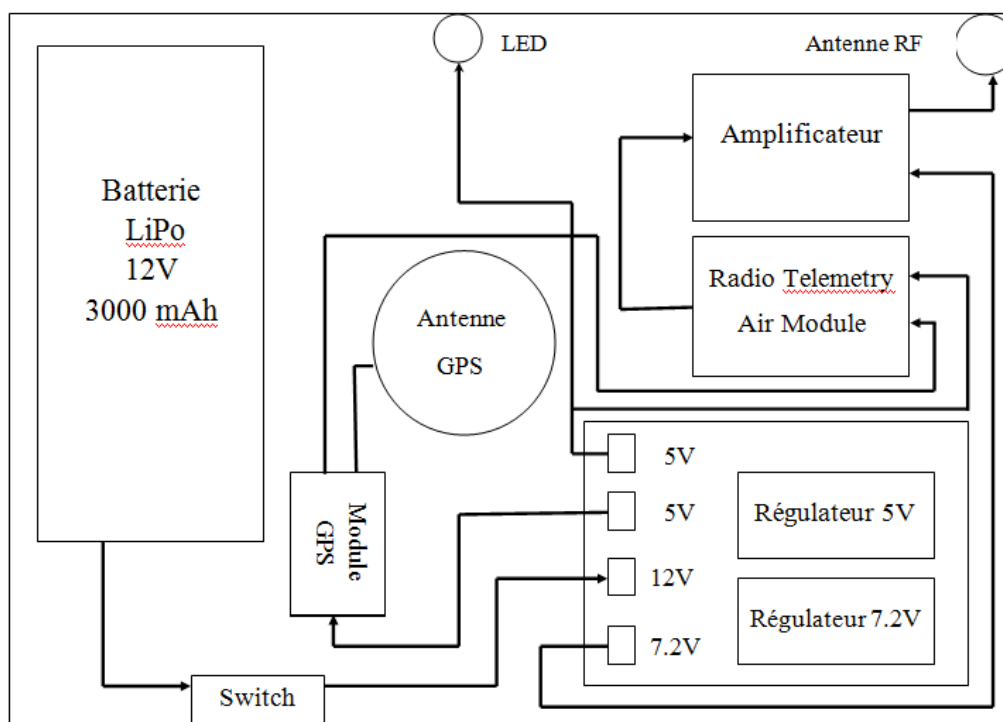 LED
Antenne RF
Batterie
LiPo
12V
3000 mAh
Amplificateur
Antenne
GPS
Radio Telemetry
Air Module
Module
GPS
5V
5V
12V
7.2V
Régulateur 5V
Régulateur 7.2V
Switch